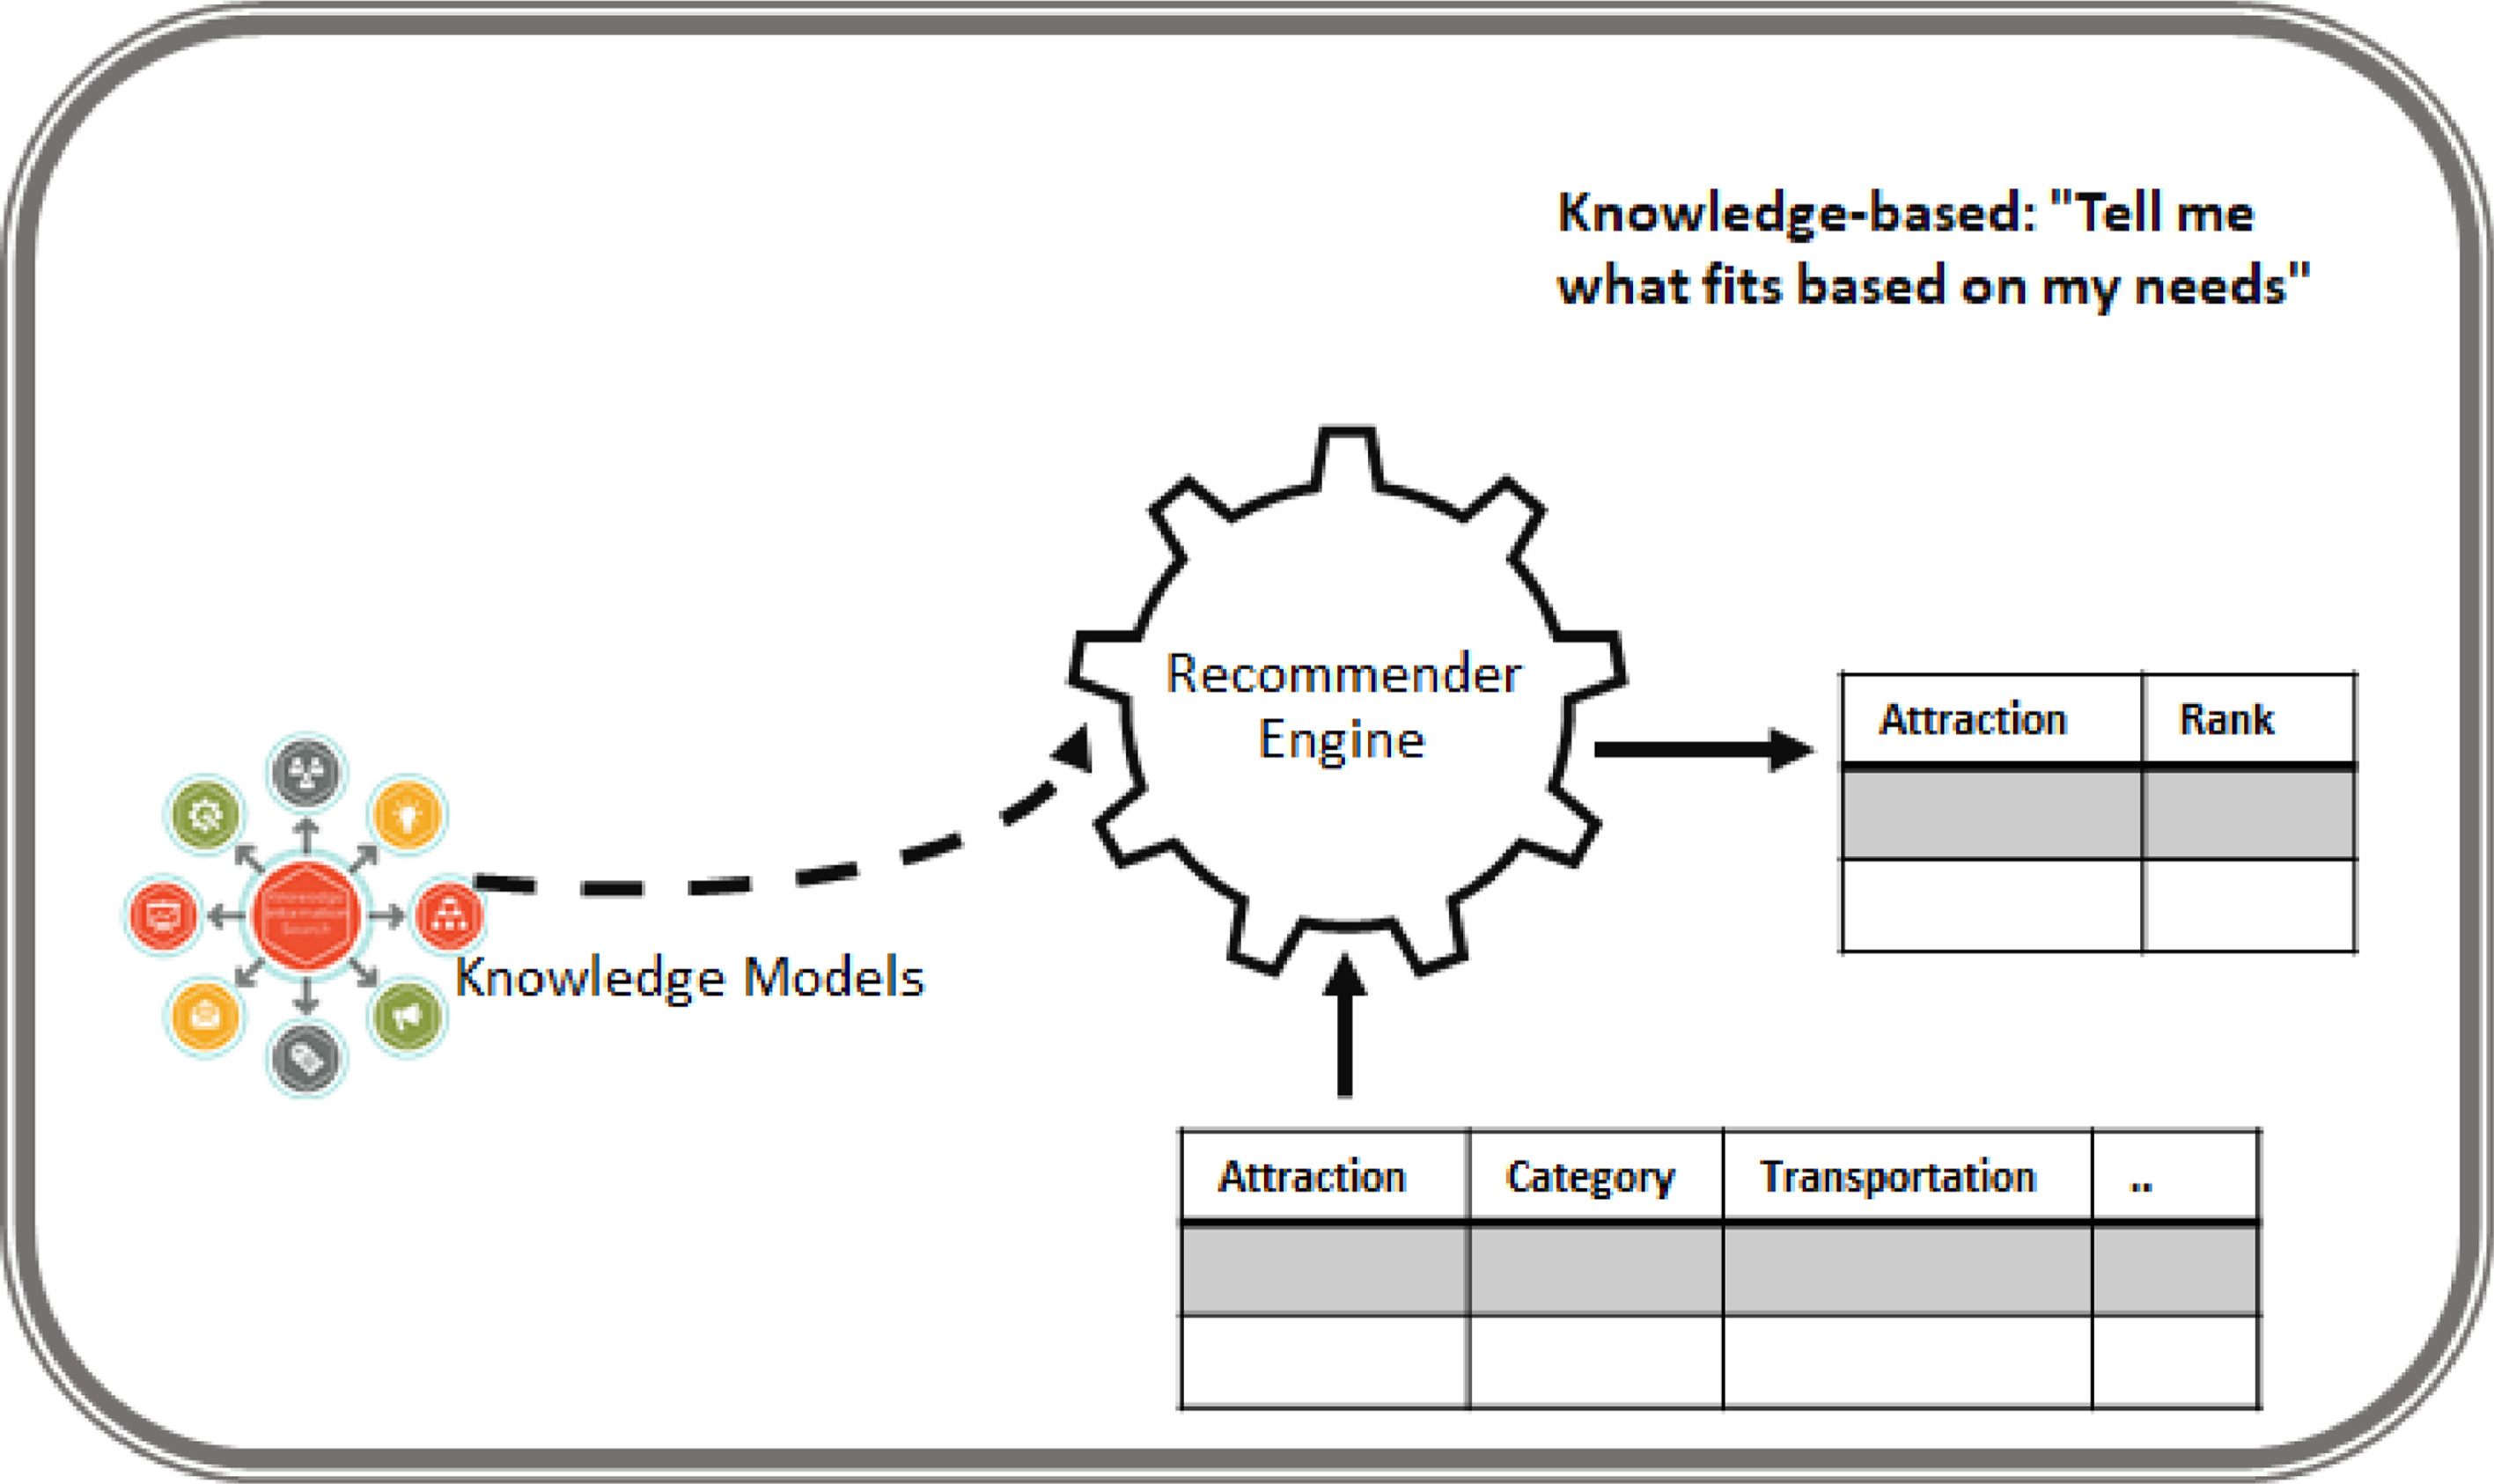 Knowledge-based: "Tell me
what fits based on my needs"
Recommender
Engine
Attraction Rank
Knowledge Models
Attraction Category Transportation ..